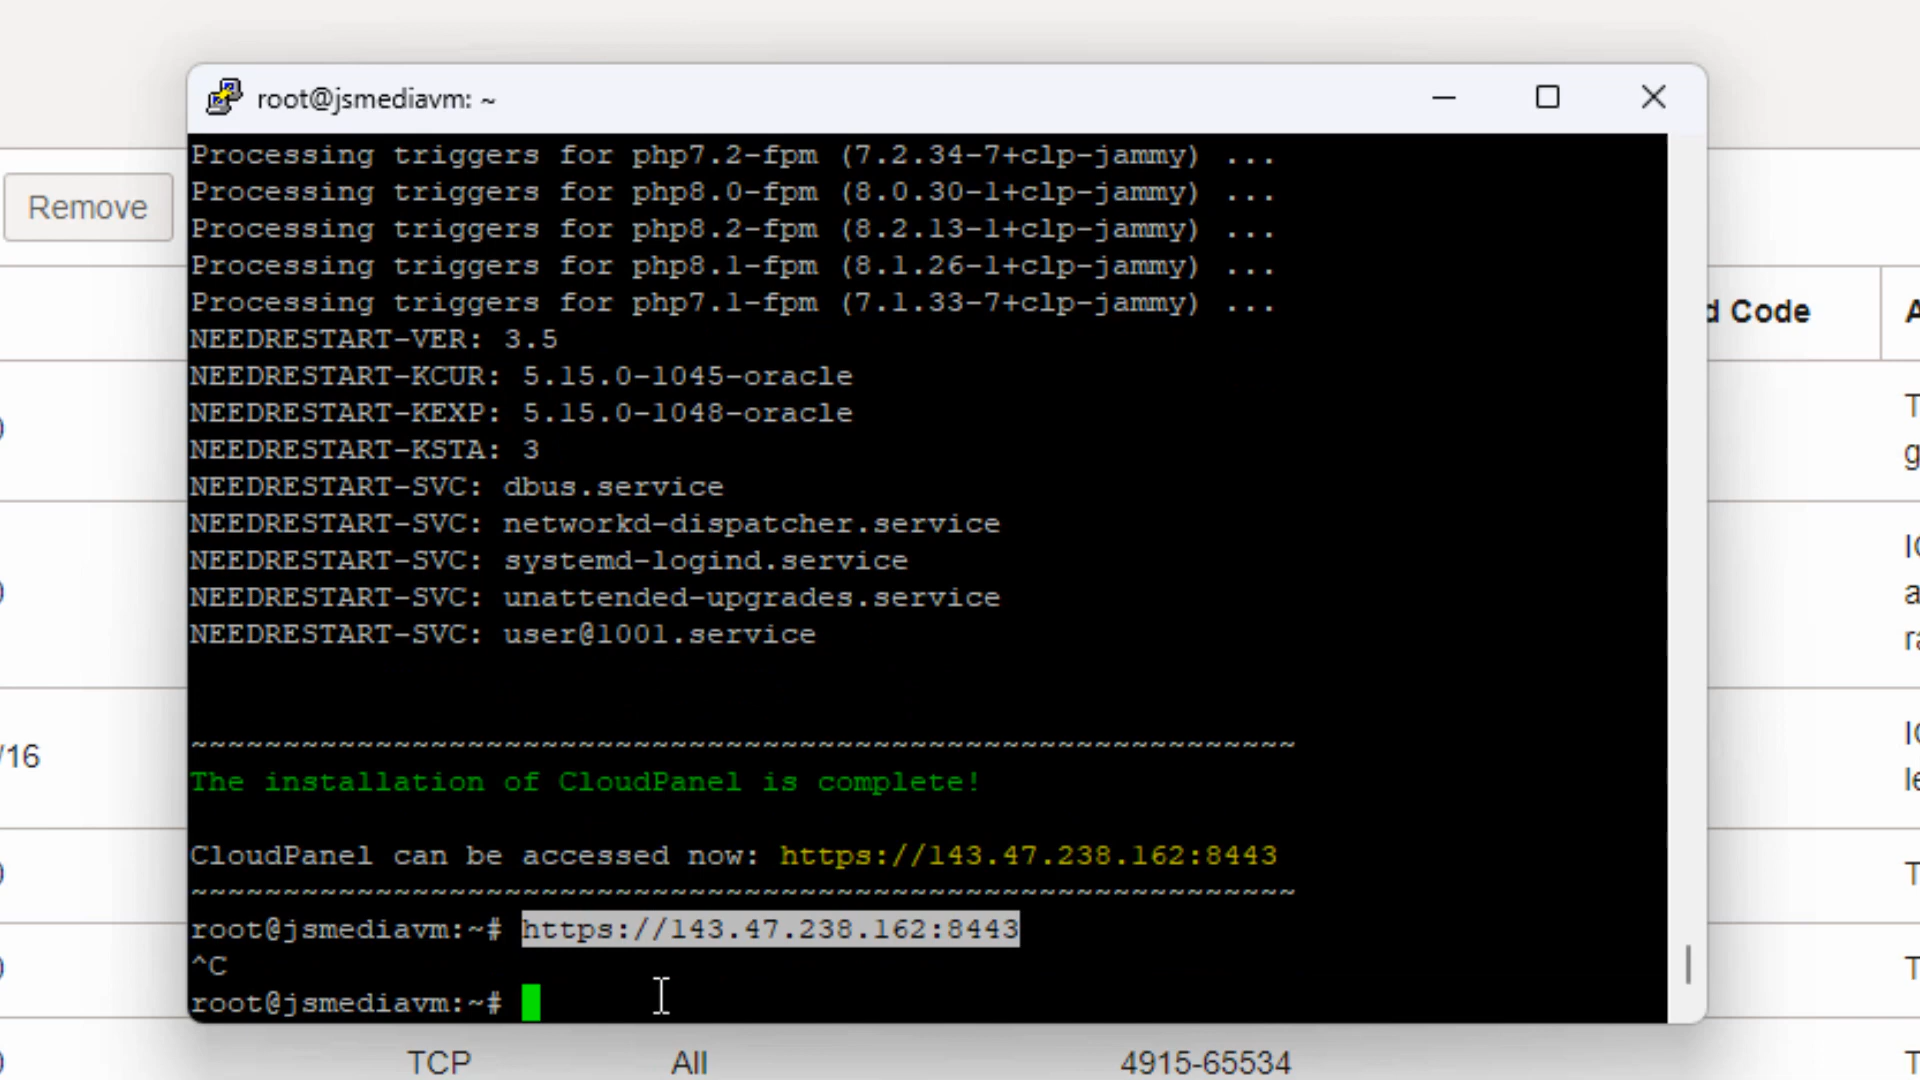 root@jsmediavm: ~
Processing triggers for php7.2-fpm (7.2.34-7+clp-jammy) ...
Processing triggers for php8.0-fpm (8.0.30-1+clp-jammy) ...
Processing triggers for php8.2-fpm (8.2.13-1+clp-jammy) ...
Processing triggers for php8.1-fpm (8.1.26-1+clp-jammy) ...
Processing triggers for php7.1-fpm (7.1.33-7+clp-jammy) ...
NEEDRESTART-VER: 3.5
NEEDRESTART-KCUR: 5.15.0-1045-oracle
NEEDRESTART-KEXP: 5.15.0-1048-oracle
NEEDRESTART-KSTA: 3
NEEDRESTART-SVC: dbus.service
NEEDRESTART-SVC: networkd-dispatcher.service
NEEDRESTART-SVC: systemd-logind.service
NEEDRESTART-SVC: unattended-upgrades.service
NEEDRESTART-SVC: user@1001.service
~~~~~~~~~~~~~~~~~~~~~~~~~~~~~~~~~~~~~~~~~~~~~~~~~~~~~~~~~~~~
The installation of CloudPanel is complete!
CloudPanel can be accessed now: https://143.47.238.162:8443
~~~~~~~~~~~~~~~~~~~~~~~~~~~~~~~~~~~~~~~~~~~~~~~~~~~~~~~~~~~~
root@jsmediavm:~# https://143.47.238.162:8443
^C
root@jsmediavm:~#
Remove
/16
Code
TCP All 4915-65534